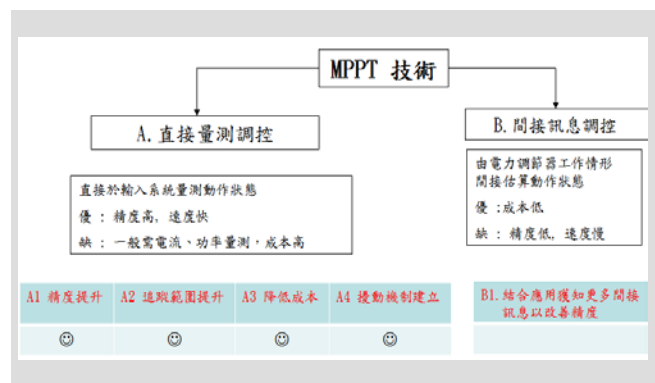 MPPT 技術
A. 直接量測調控
B. 間接訊息調控
直接於輸入系統量測動作狀態
優 : 精度高, 速度快
缺 : 一般需電流、功率量測，成本高
由電力調節器工作情形
間接估算動作狀態
優 :成本低
缺 : 精度低, 速度慢
A1 精度提升
A2 追蹤範圍提升
A3 降低成本
A4 擾動機制建立
B1. 結合應用獲知更多間接
訊息以改善精度